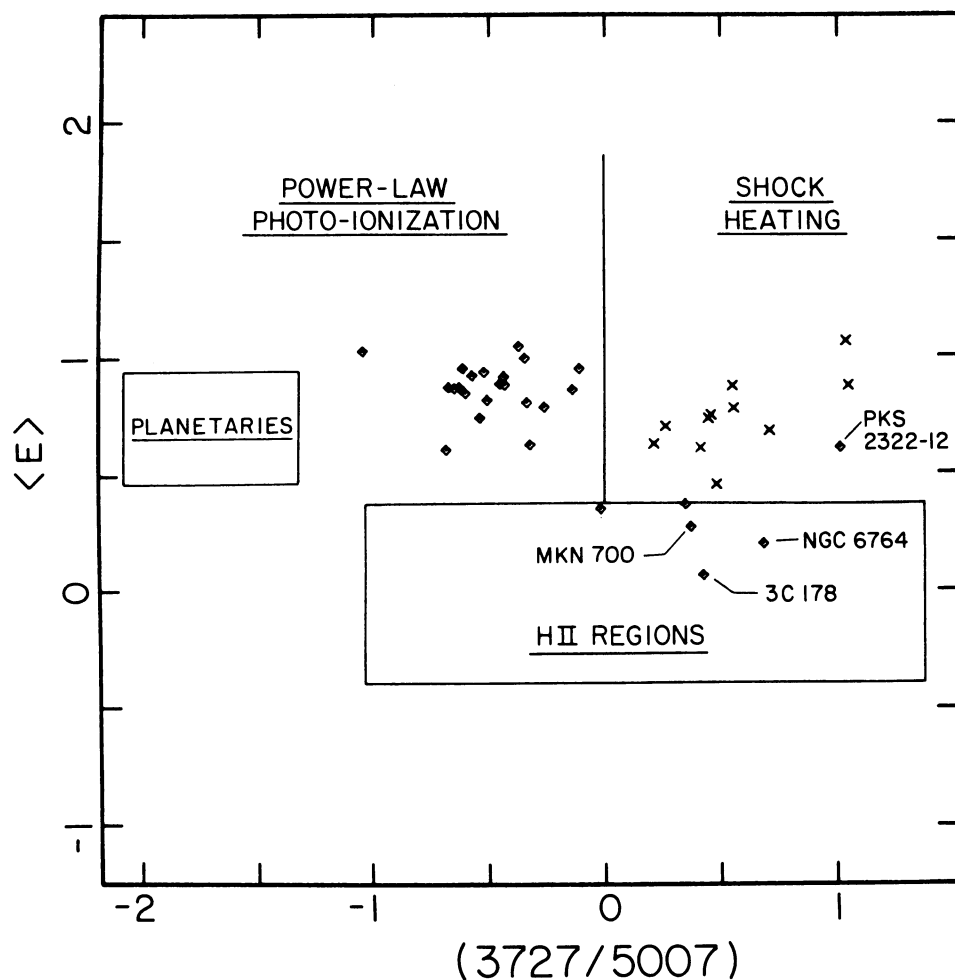 2
1
0
-1
<E>
POWER-LAW
PHOTO-IONIZATION
SHOCK
HEATING
PLANETARIES
PKS
2322-12
MKN 700
NGC 6764
3C 178
HII REGIONS
-2
-1
0
1
(3727/5007)